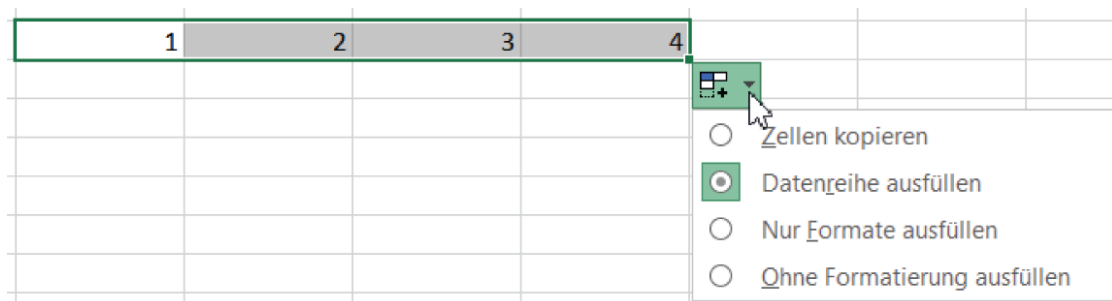 1 2 3 4
Zellen kopieren
Datenreihe ausfüllen
Nur Formate ausfüllen
Ohne Formatierung ausfüllen